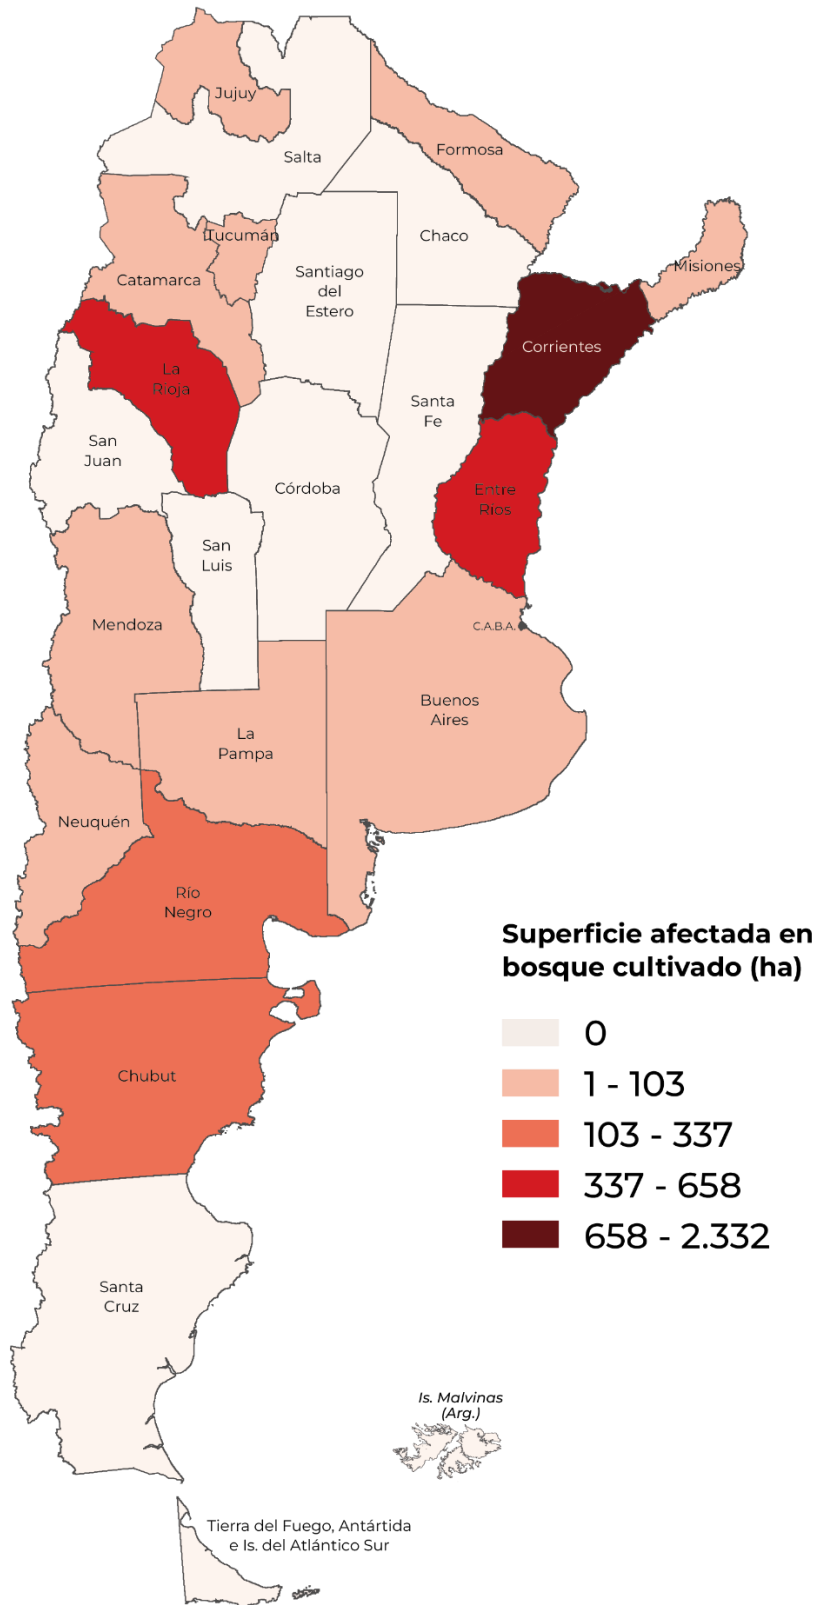 Jujuy
Salta
Formosa
Tucumán
Chaco
Misiones
Catamarca
Santiago
del
Estero
Corrientes
La
Rioja
Santa
Fe
San
Juan
Córdoba
Entre
Ríos
San
Luis
Mendoza
C.A.B.A.
Buenos
Aires
La
Pampa
Neuquén
Río
Negro
Superficie afectada en
bosque cultivado (ha)
0
1 - 103
103 - 337
337 - 658
658 - 2.332
Chubut
Santa
Cruz
Is. Malvinas
(Arg.)
Tierra del Fuego, Antártida
e Is. del Atlántico Sur